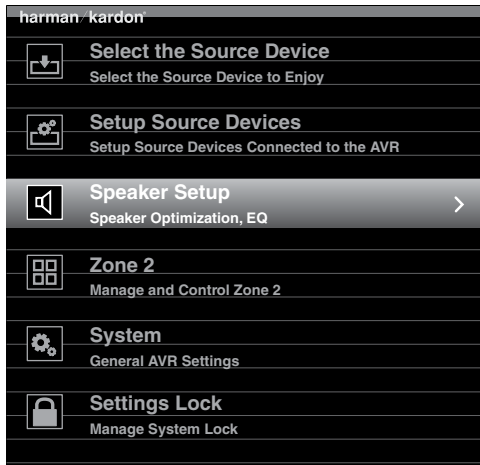 harman/kardon®
Select the Source Device
Select the Source Device to Enjoy
Setup Source Devices
Setup Source Devices Connected to the AVR
Speaker Setup
Speaker Optimization, EQ
Zone 2
Manage and Control Zone 2
System
General AVR Settings
Settings Lock
Manage System Lock